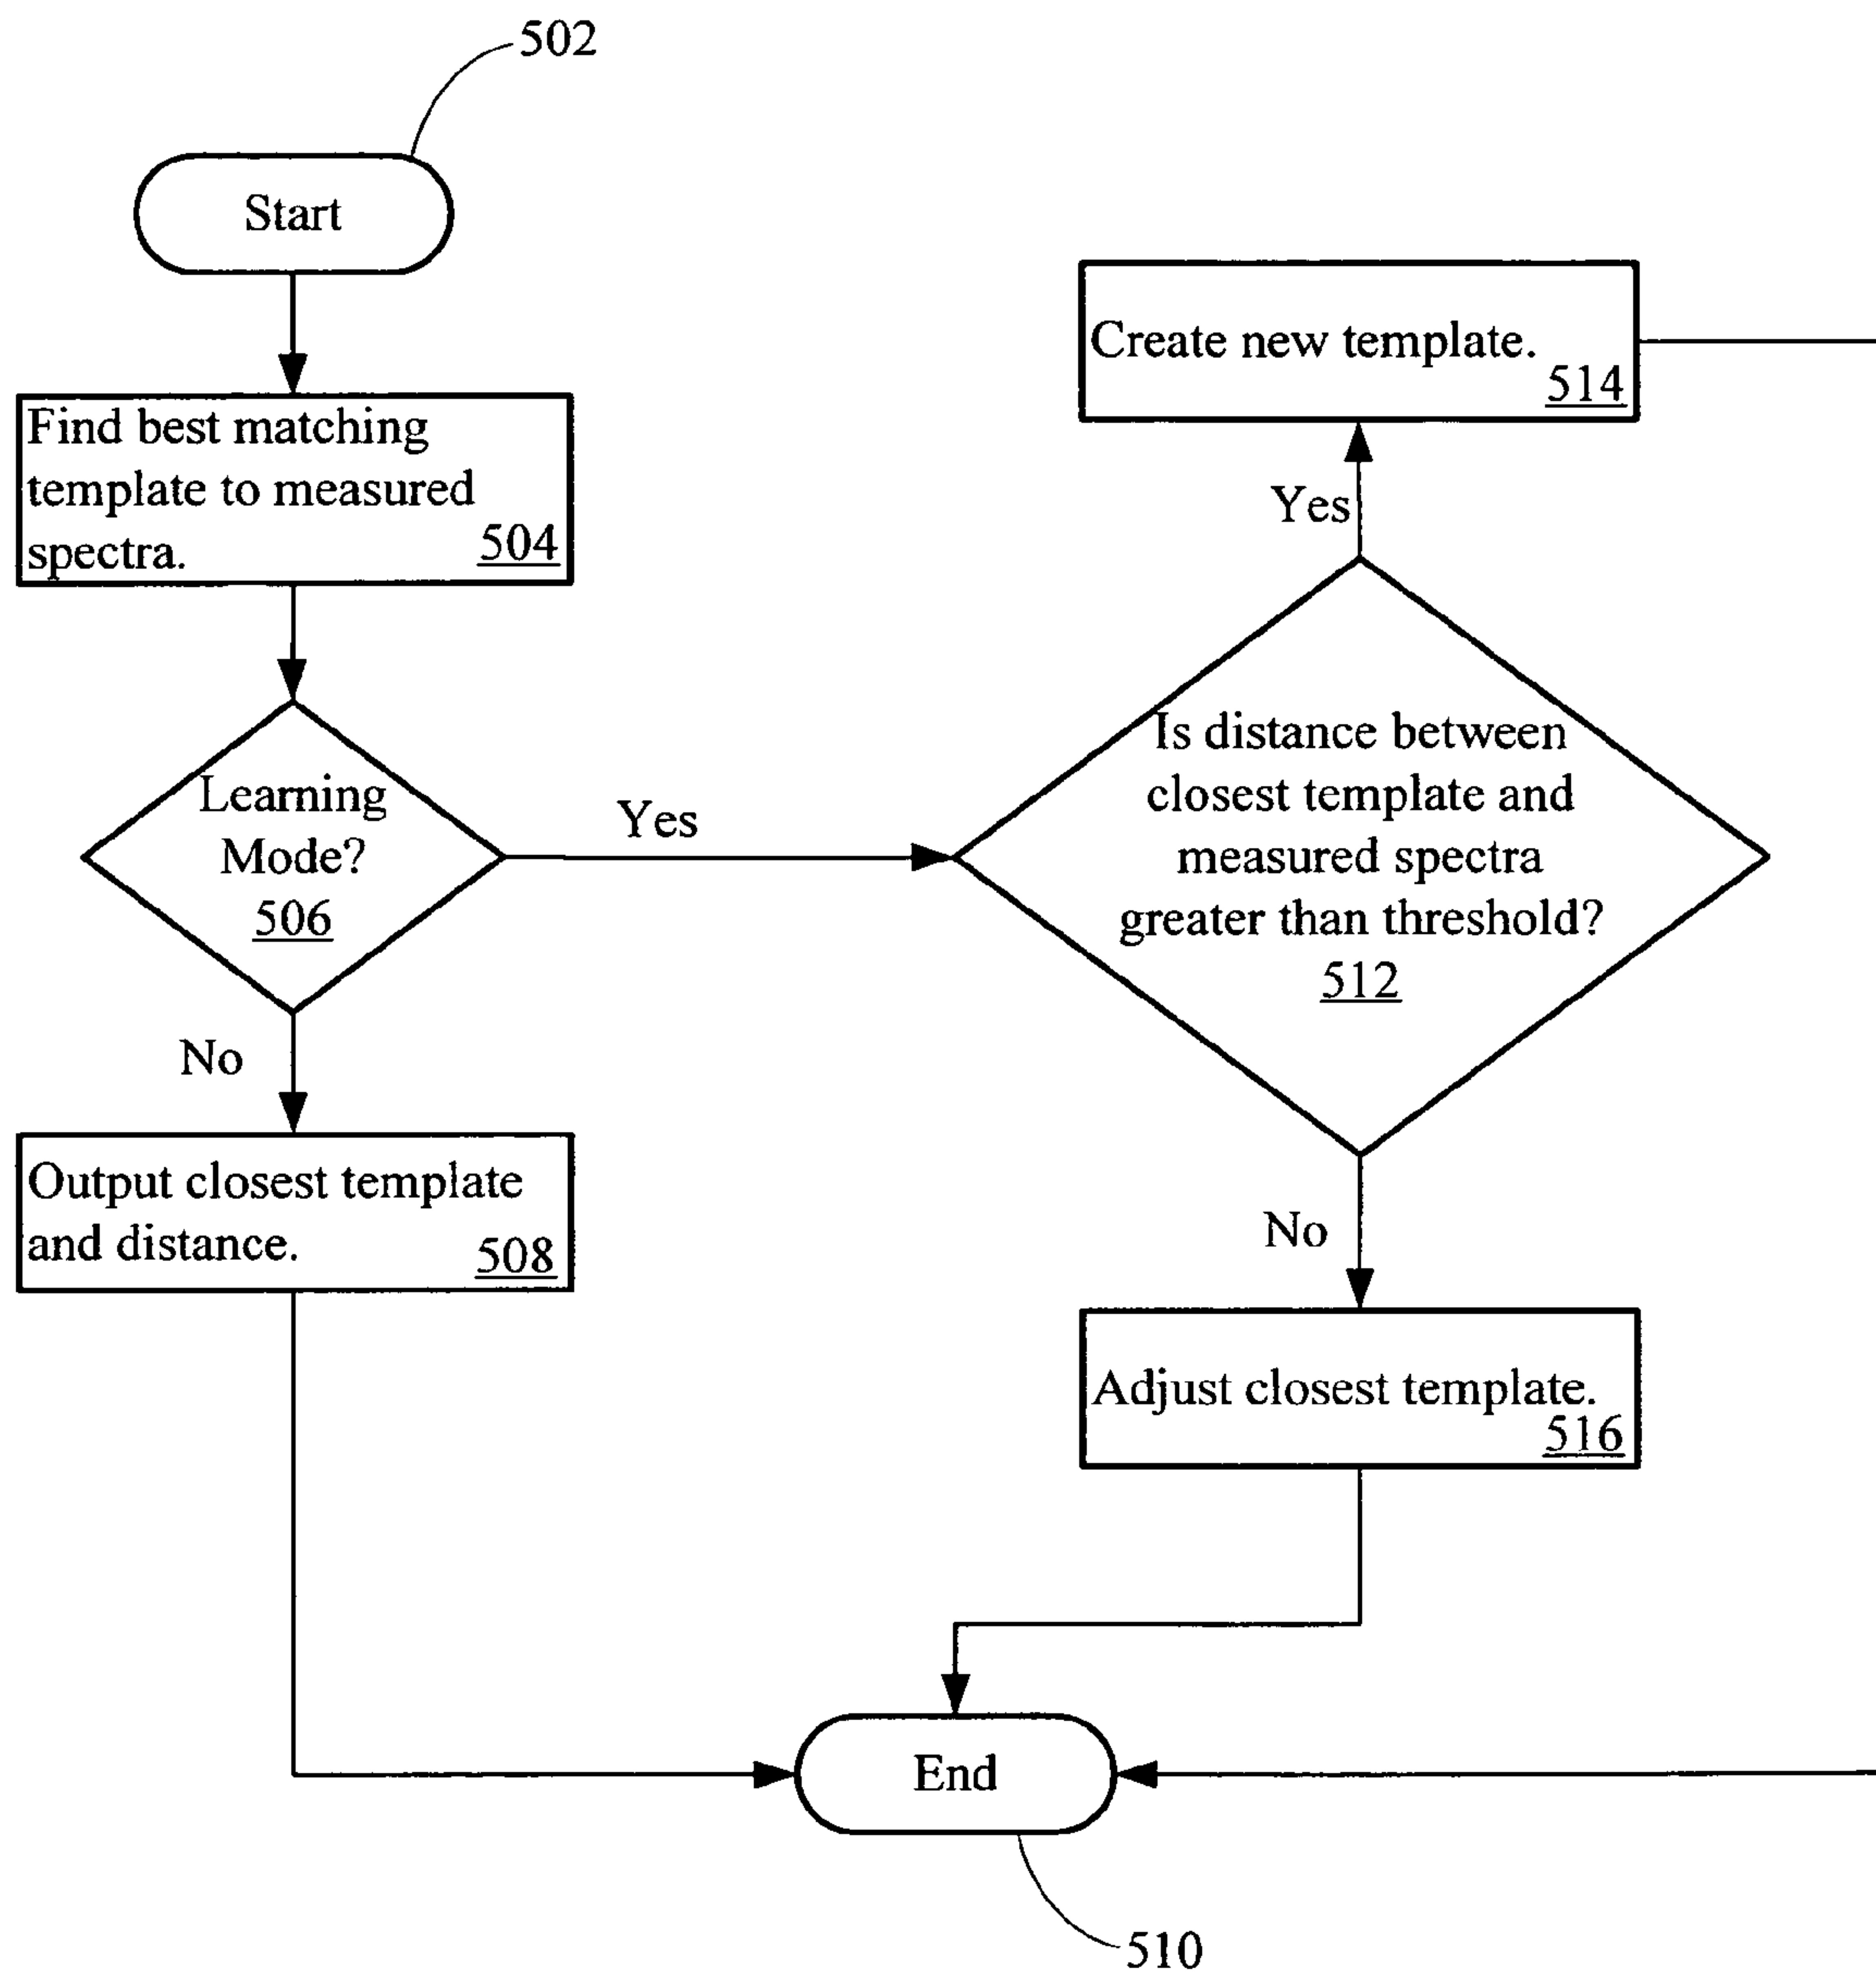 502
Start
Find best matching
template to measured
spectra.
504
Learning
Mode?
506
Yes
No
Output closest template
and distance.
508
Create new template.
514
Yes
Is distance between
closest template and
measured spectra
greater than threshold?
512
No
Adjust closest template.
516
End
510